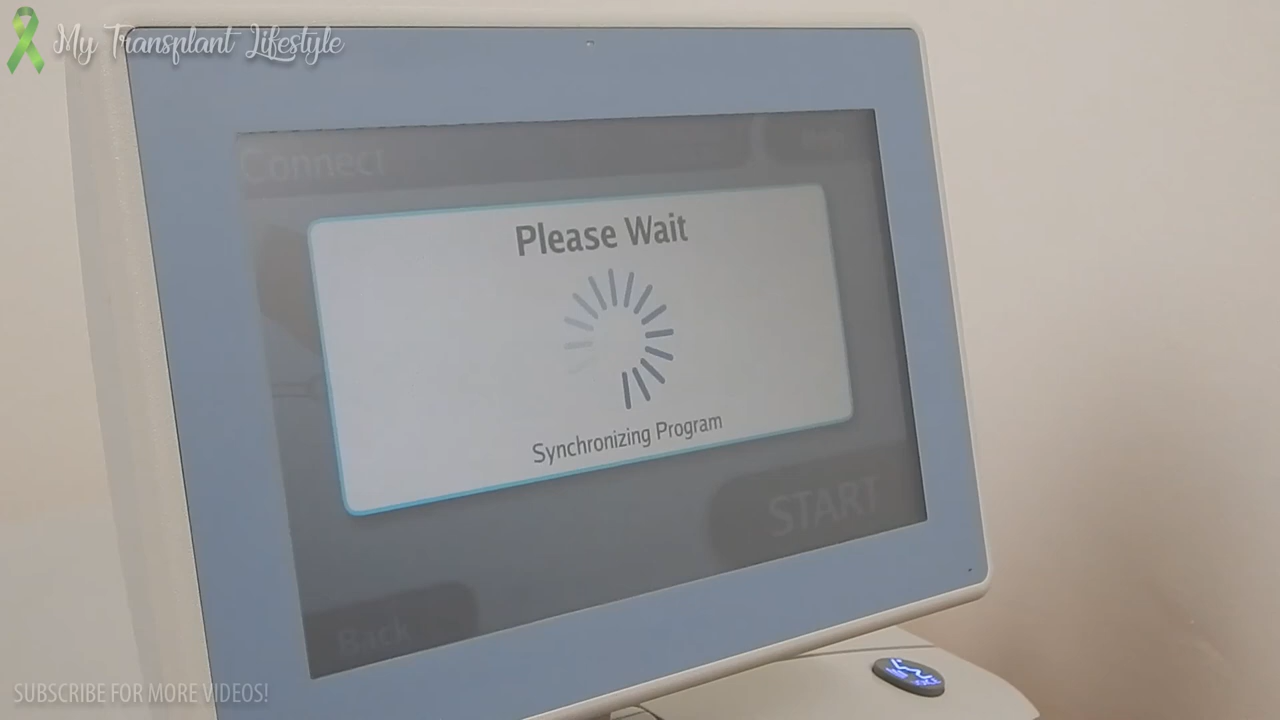 My Transplant Lifestyle
Connect
Please Wait
Synchronizing Program
START
Back
SUBSCRIBE FOR MORE VIDEOS!